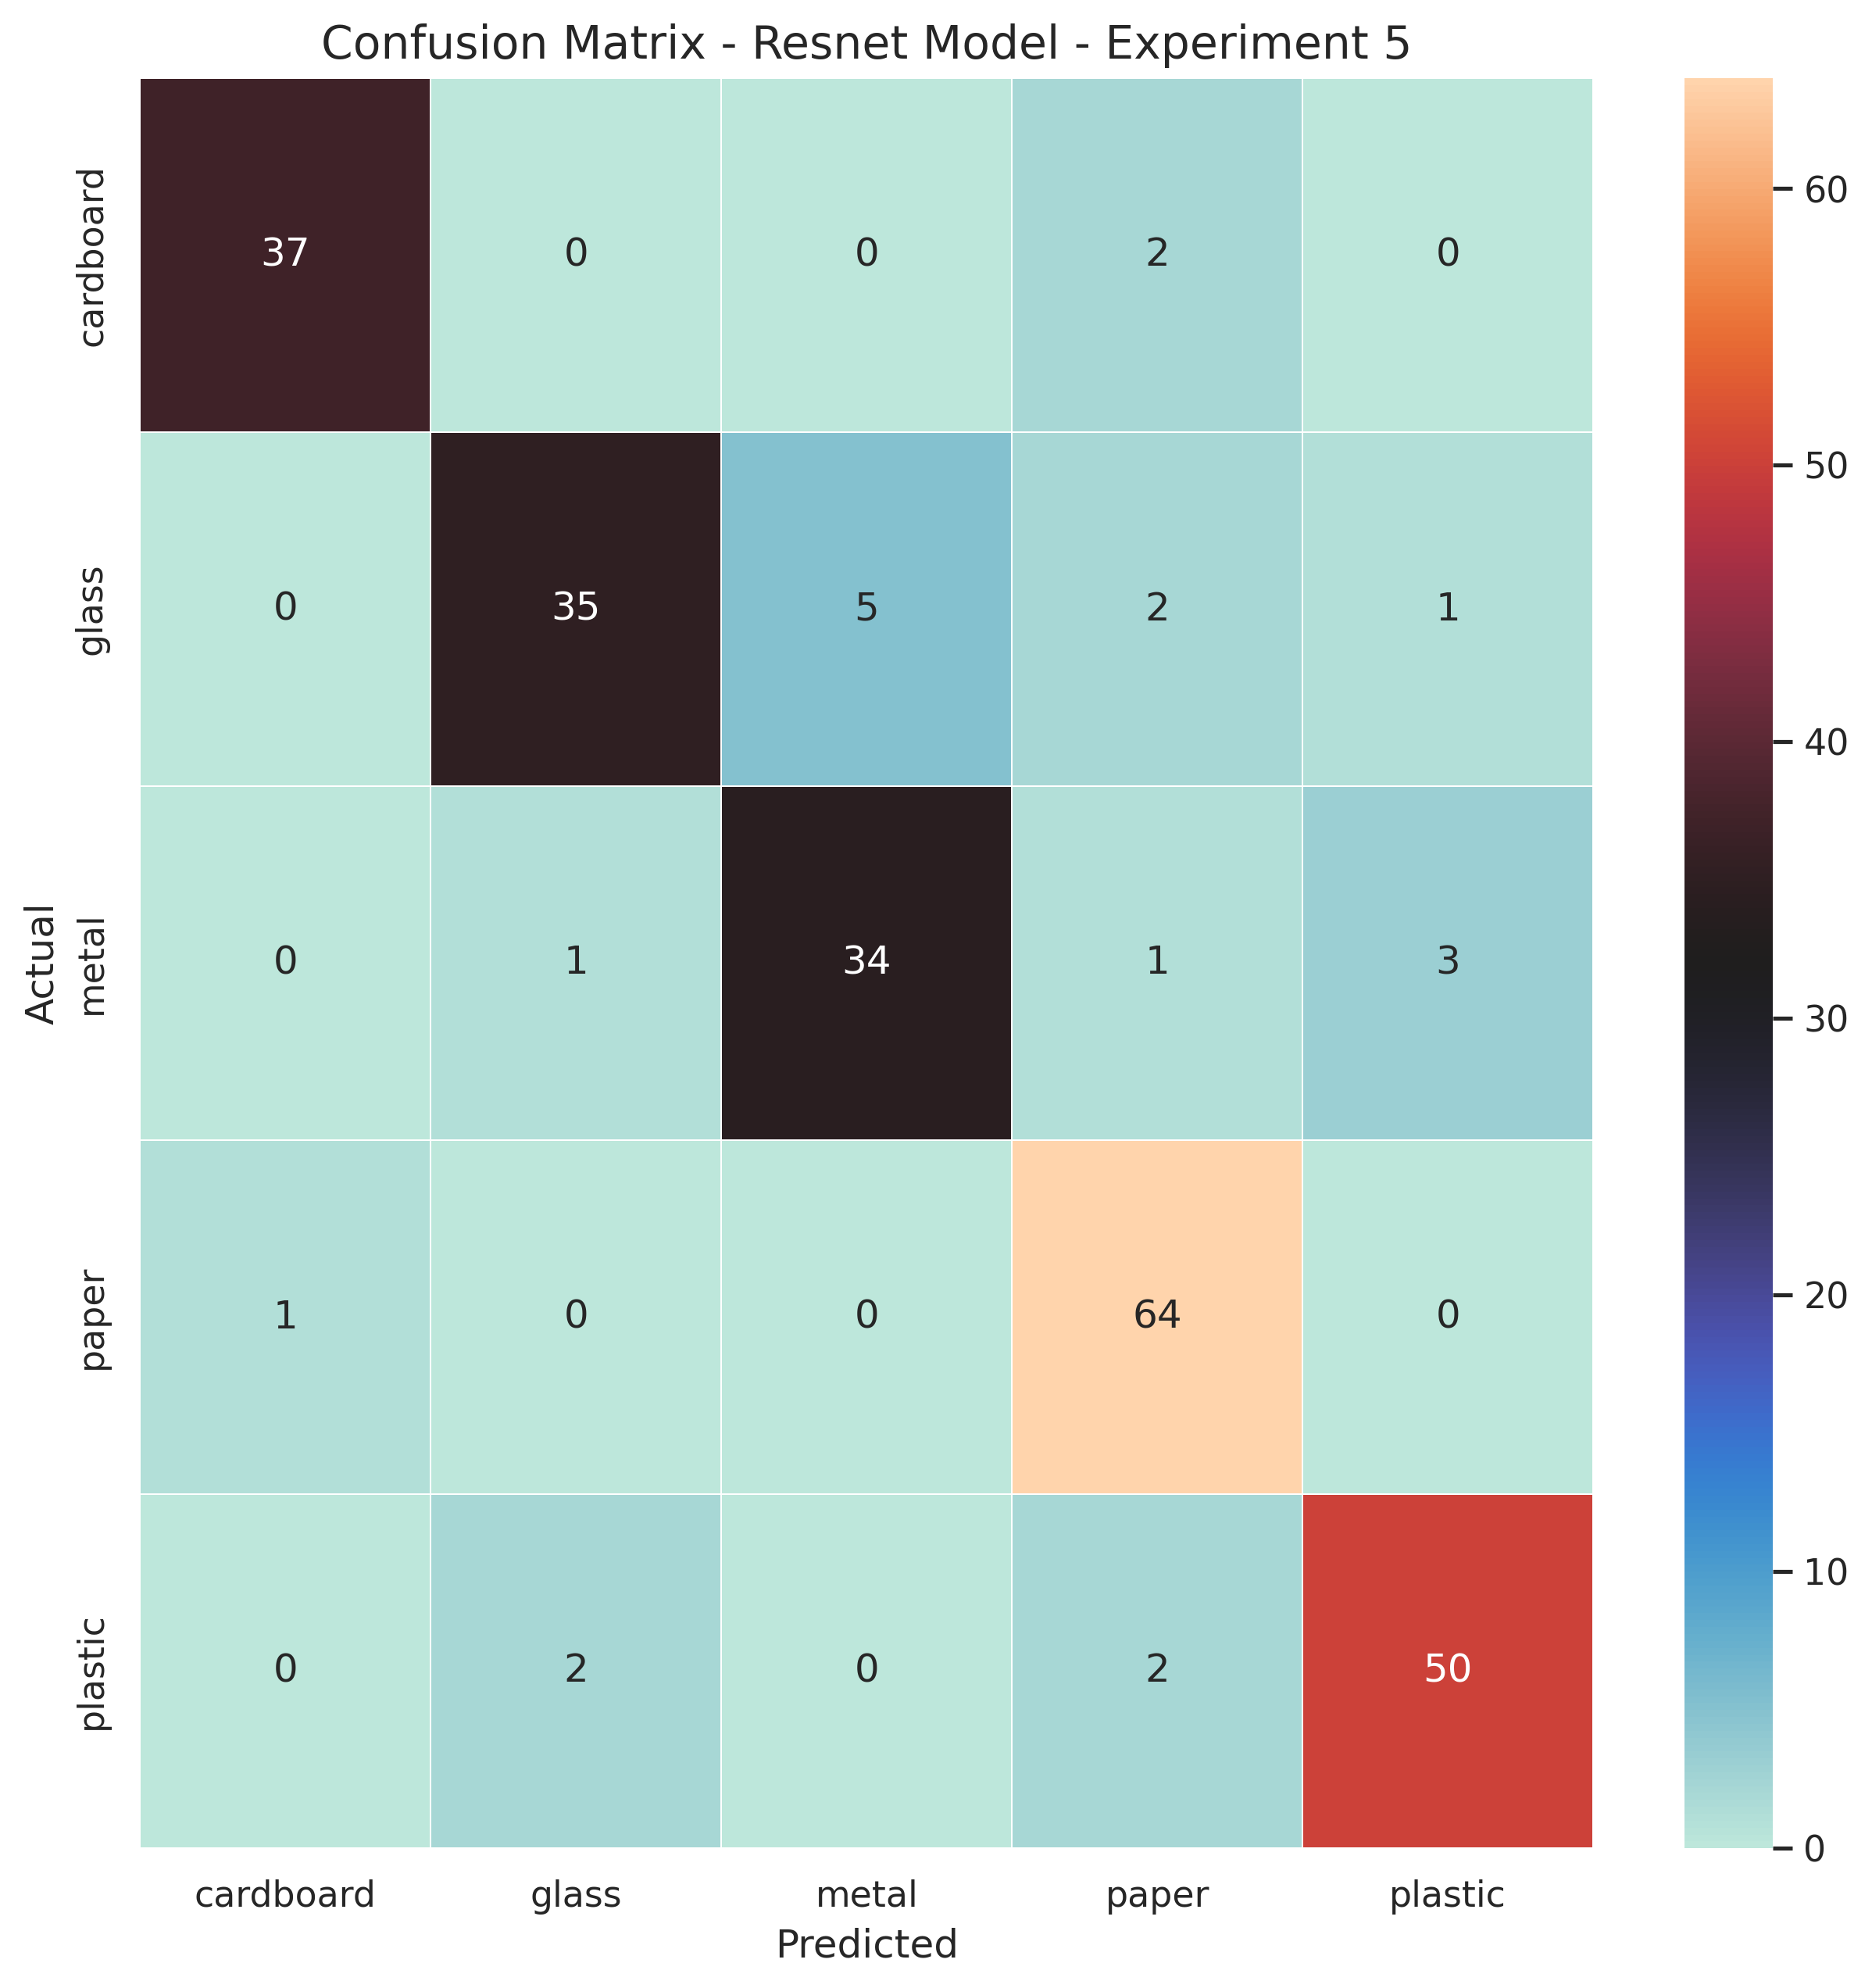 Confusion Matrix - Resnet Model - Experiment 5
cardboard 37 0 0 2 0
glass 0 35 5 2 1
metal 0 1 34 1 3
paper 1 0 0 64 0
plastic 0 2 0 2 50
Actual
cardboard glass metal paper plastic
Predicted
60
50
40
30
20
10
0